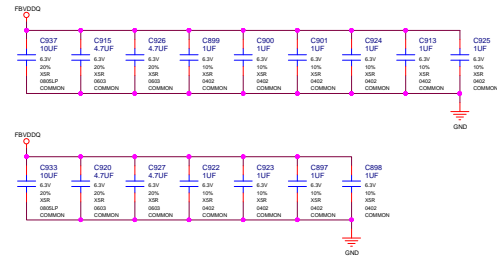 FBVDDQ
C937 C915 C926 C899 C900 C901 C924 C913 C925
10UF 4.7UF 4.7UF 1UF 1UF 1UF 1UF 1UF 1UF
6.3V 6.3V 6.3V 6.3V 6.3V 6.3V 6.3V 6.3V 6.3V
20% 20% 20% 10% 10% 10% 10% 10% 10%
X5R X5R X5R X5R X5R X5R X5R X5R X5R
0805LP 0603 0603 0402 0402 0402 0402 0402 0402
COMMON COMMON COMMON COMMON COMMON COMMON COMMON COMMON COMMON
GND
FBVDDQ
C933 C920 C927 C922 C923 C897 C898
10UF 4.7UF 4.7UF 1UF 1UF 1UF 1UF
6.3V 6.3V 6.3V 6.3V 6.3V 6.3V 6.3V
20% 20% 20% 10% 10% 10% 10%
X5R X5R X5R X5R X5R X5R X5R
0805LP 0603 0603 0402 0402 0402 0402
COMMON COMMON COMMON COMMON COMMON COMMON COMMON
GND